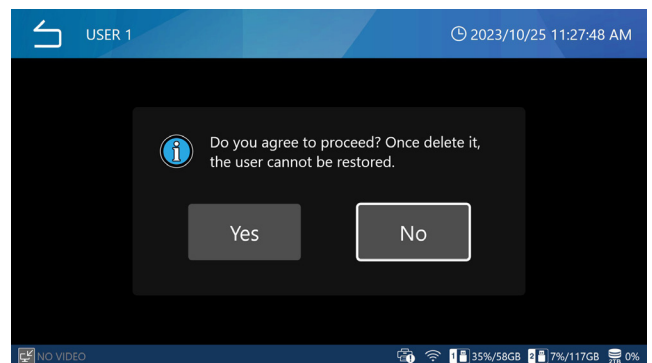 USER 1
2023/10/25 11:27:48 AM
Do you agree to proceed? Once delete it,
the user cannot be restored.
Yes
No
NO VIDEO
1 35%/58GB 2 7%/117GB 2TB 0%